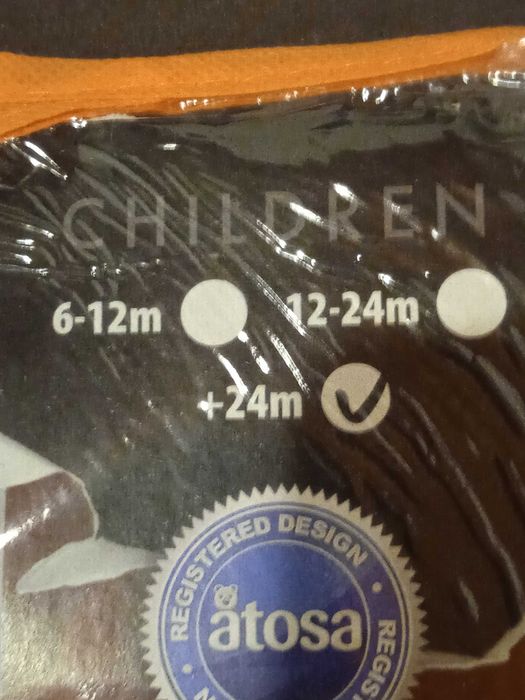 CHILDREN
6-12m
12-24m
+24m
REGISTERED DESIGN
atosa